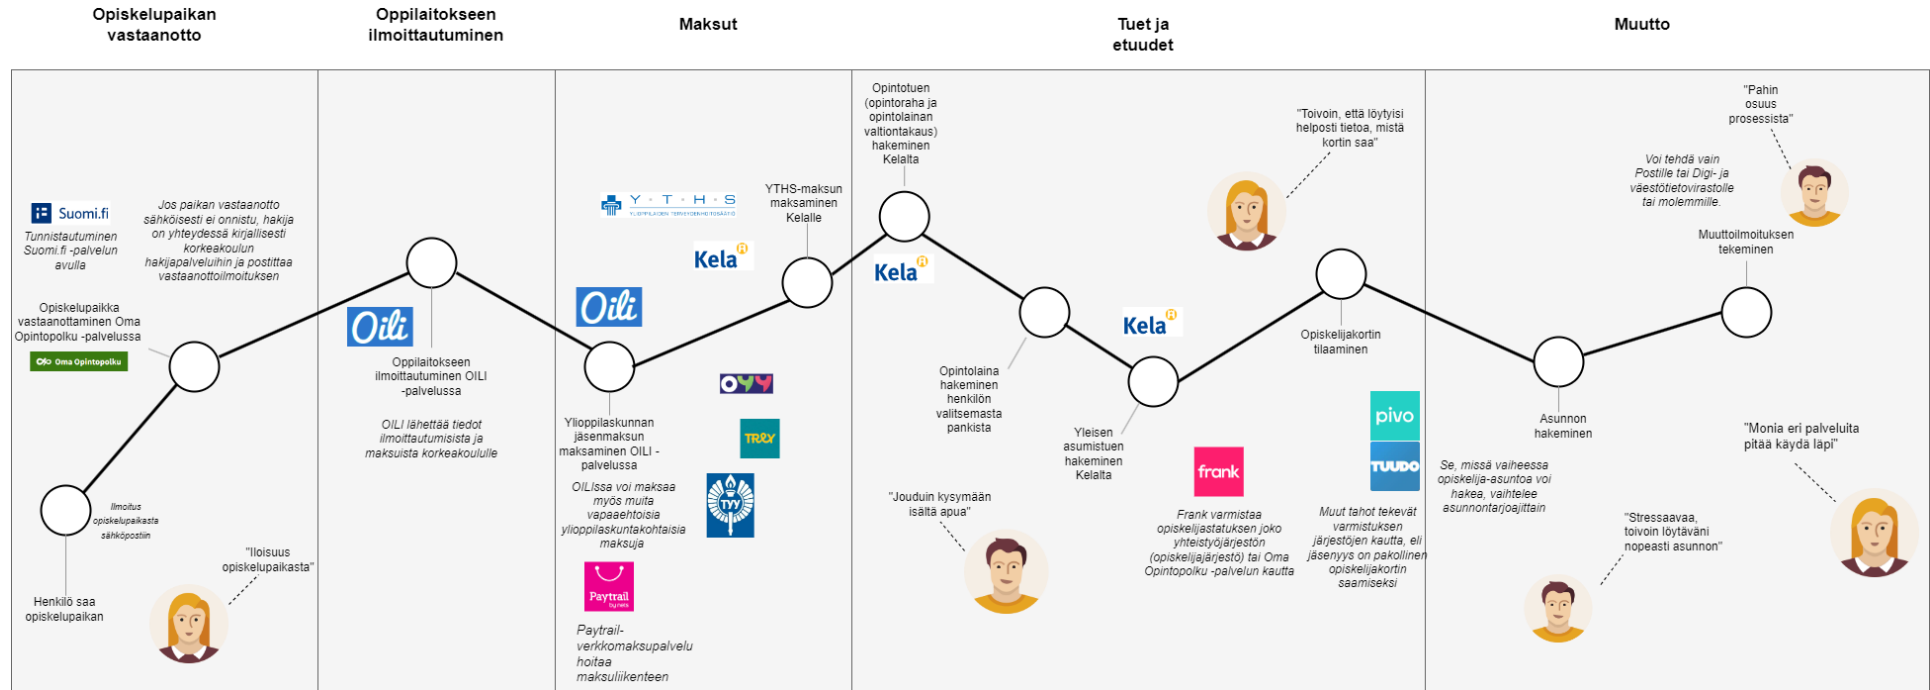 Opiskelupaikan
vastaanotto
Oppilaitokseen
ilmoittautuminen
Maksut
Tuet ja
etuudet
Muutto
Suomi.fi
Tunnistautuminen
Suomi.fi -palvelun
avulla
Jos paikan vastaanotto
sähköisesti ei onnistu, hakija
on yhteydessä kirjallisesti
korkeakoulun
hakijapalveluihin ja postittaa
vastaanottoilmoituksen
Opiskelupaikka
vastaanottaminen Oma
Opintopolku -palvelussa
Oma Opintopolku
Ilmoitus
opiskelupaikasta
sähköpostiin
Henkilö saa
opiskelupaikan
"Iloisuus
opiskelupaikasta"
Oili
Oppilaitokseen
ilmoittautuminen OILI
-palvelussa
OILI lähettää tiedot
ilmoittautumisista ja
maksuista korkeakoululle
Y·T·H·S
YLIOPPILAIDEN TERVEYDENHOITOSÄÄTIÖ
YTHS-maksun
maksaminen
Kelalle
Kela
Oili
OYY
TREY
TYY
Ylioppilaskunnan
jäsenmaksun
maksaminen OILI -
palvelussa
OILIssa voi maksaa
myös muita
vapaaehtoisia
ylioppilaskuntakohtaisia
maksuja
Paytrail
by nets
Paytrail-
verkkomaksupalvelu
hoitaa
maksuliikenteen
Opintotuen
(opintoraha ja
opintolainan
valtiontakaus)
hakeminen
Kelalta
Kela
Opintolaina
hakeminen
henkilön
valitsemasta
pankista
"Jouduin kysymään
isältä apua"
Kela
Yleisen
asumistuen
hakeminen
Kelalta
"Toivoin, että löytyisi
helposti tietoa, mistä
kortin saa"
Opiskelijakortin
tilaaminen
frank
Frank varmistaa
opiskelijastatuksen joko
yhteistyöjärjestön
(opiskelijajärjestö) tai Oma
Opintopolku -palvelun kautta
pivo
TUUDO
Muut tahot tekevät
varmistuksen
järjestöjen kautta, eli
jäsenyys on pakollinen
opiskelijakortin
saamiseksi
Asunnon
hakeminen
Se, missä vaiheessa
opiskelija-asuntoa voi
hakea, vaihtelee
asunnontarjoajittain
"Stressaavaa,
toivoin löytäväni
nopeasti asunnon"
"Pahin
osuus
prosessista"
Voi tehdä vain
Postille tai Digi- ja
väestötietovirastolle
tai molemmille.
Muuttoilmoituksen
tekeminen
"Monia eri palveluita
pitää käydä läpi"